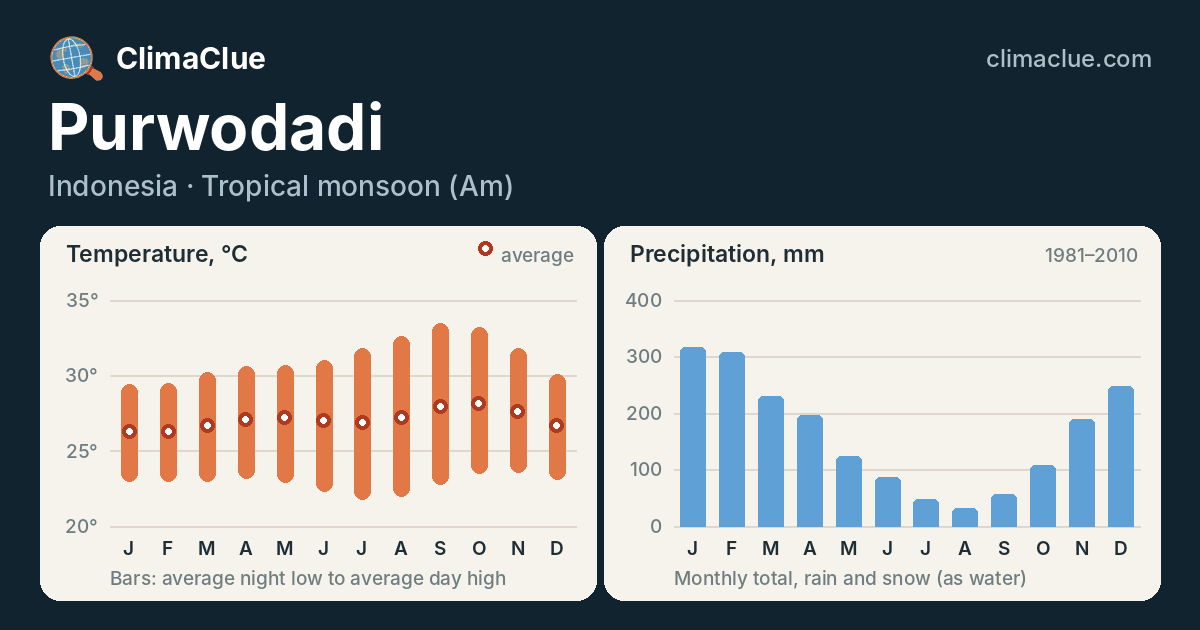 ClimaClue
climaclue.com
Purwodadi
Indonesia · Tropical monsoon (Am)
Temperature, °C
average
35°
30°
25°
20°
J F M A M J J A S O N D
Bars: average night low to average day high
Precipitation, mm
1981–2010
400
300
200
100
0
J F M A M J J A S O N D
Monthly total, rain and snow (as water)